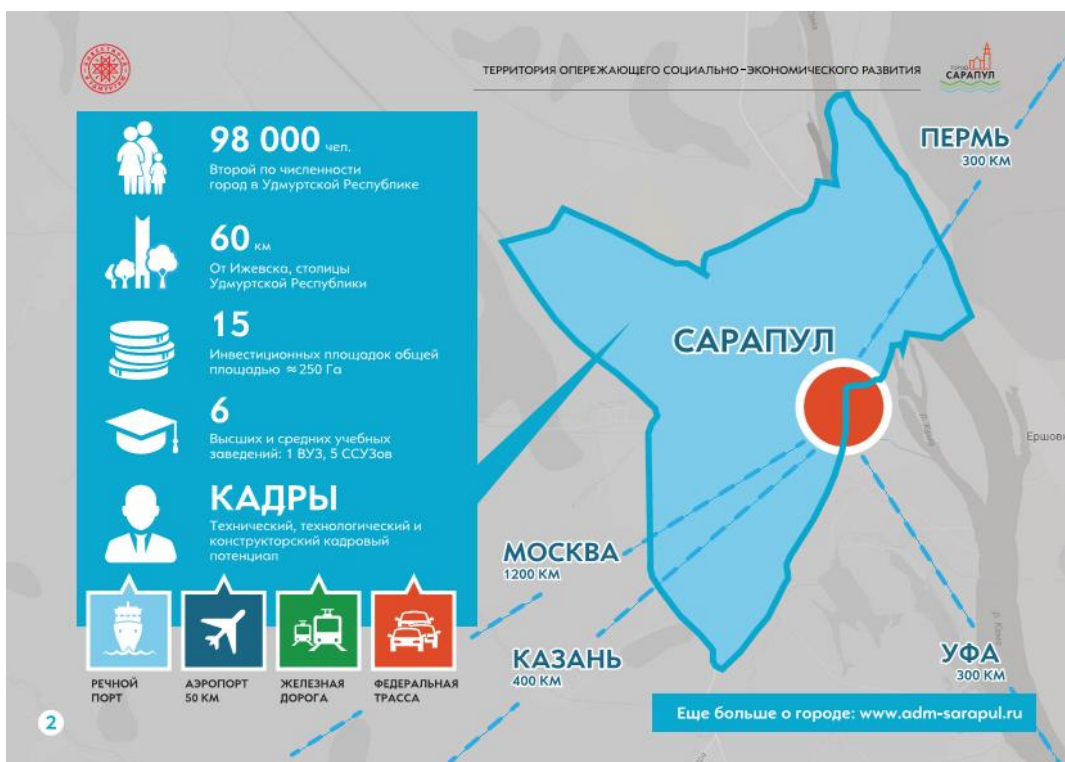 ТЕРРИТОРИЯ ОПЕРЕЖАЮЩЕГО СОЦИАЛЬНО-ЭКОНОМИЧЕСКОГО РАЗВИТИЯ
ГОРОД
САРАПУЛ
98 000 чел.
Второй по численности
город в Удмуртской Республике
60 км
От Ижевска, столицы
Удмуртской Республики
15
Инвестиционных площадок общей
площадью ≈ 250 Га
6
Высших и средних учебных
заведений: 1 ВУЗ, 5 ССУЗов
КАДРЫ
Технический, технологический и
конструкторский кадровый
потенциал
РЕЧНОЙ
ПОРТ
АЭРОПОРТ
50 КМ
ЖЕЛЕЗНАЯ
ДОРОГА
ФЕДЕРАЛЬНАЯ
ТРАССА
ПЕРМЬ
300 КМ
САРАПУЛ
р. Кама
МОСКВА
1200 КМ
КАЗАНЬ
400 КМ
р. Кама
УФА
300 КМ
Еще больше о городе: www.adm-sarapul.ru
2